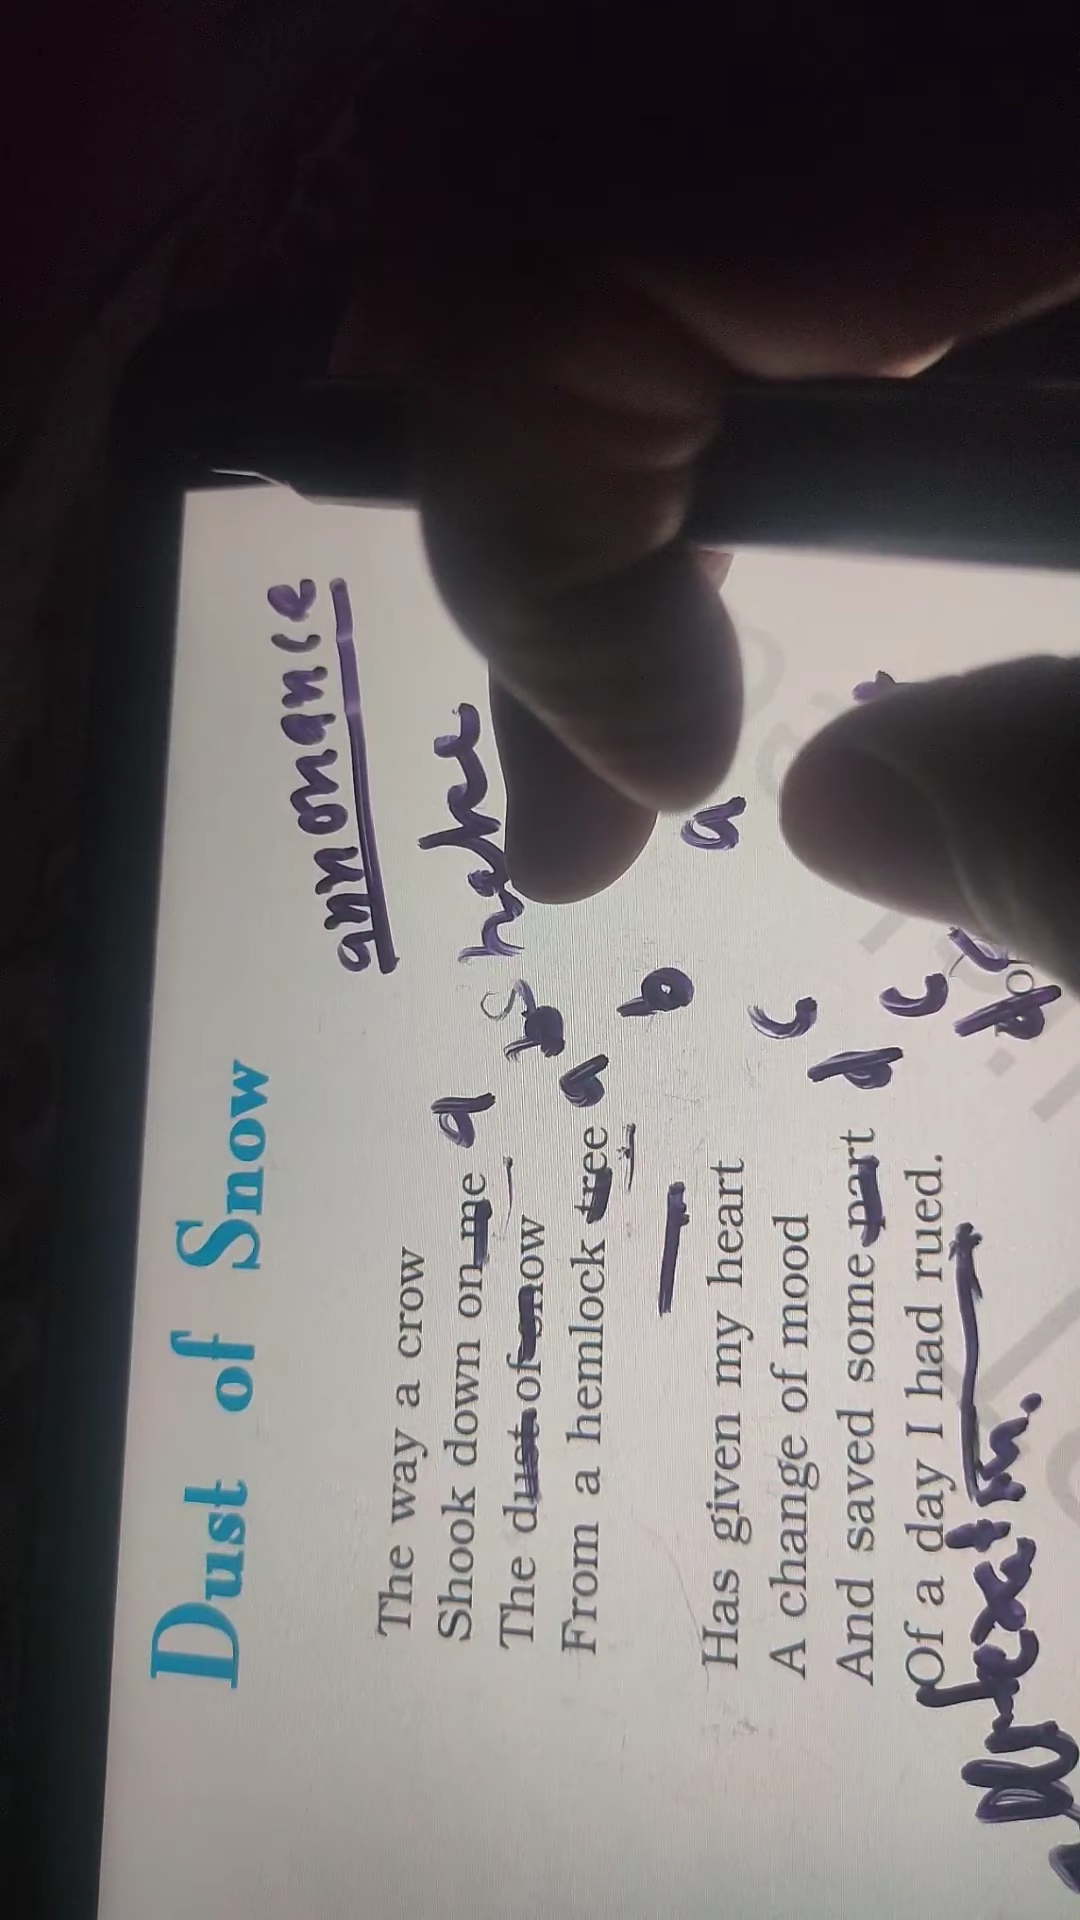 Dust of Snow
annonance
The way a crow
Shook down on me a
The dust of snow b
From a hemlock tree a
b
a
Has given my heart c
A change of mood d
And saved some part c
Of a day I had rued. d